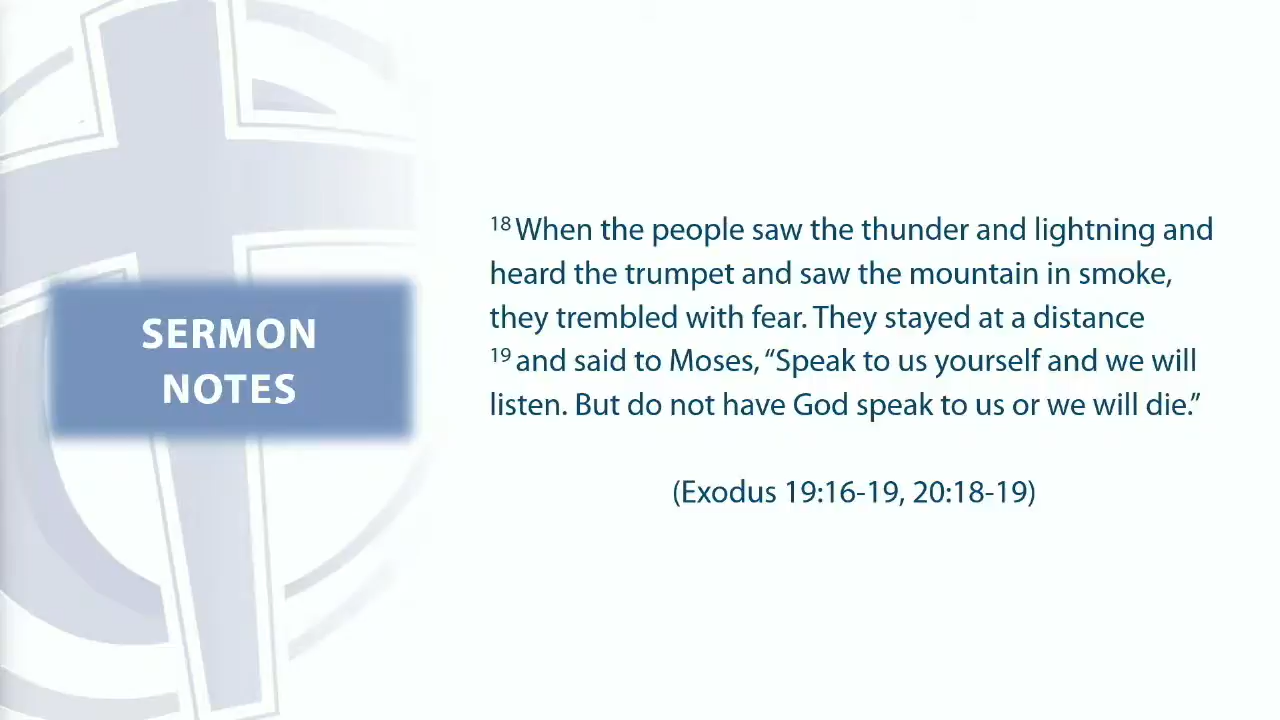 SERMON
NOTES
18 When the people saw the thunder and lightning and
heard the trumpet and saw the mountain in smoke,
they trembled with fear. They stayed at a distance
19 and said to Moses, “Speak to us yourself and we will
listen. But do not have God speak to us or we will die.”
(Exodus 19:16-19, 20:18-19)